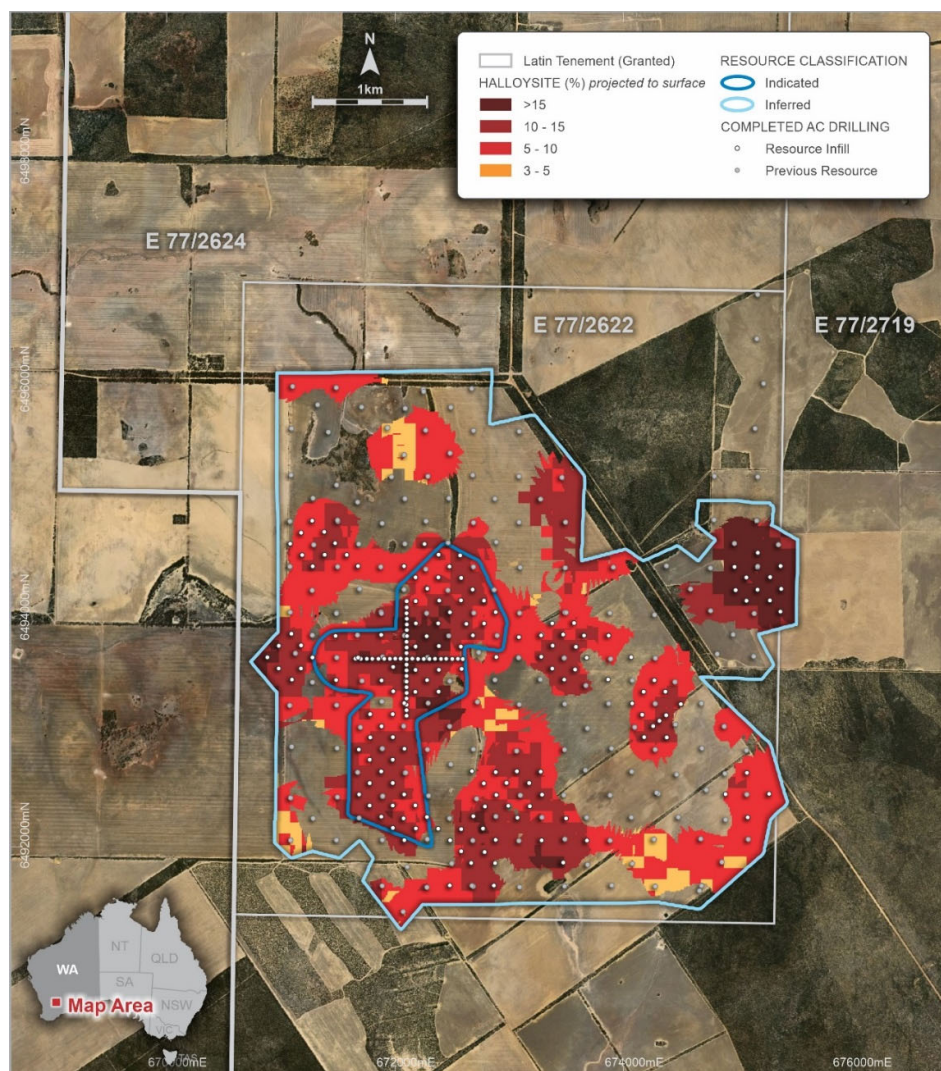 N
1km
Latin Tenement (Granted)
HALLOYSITE (%) projected to surface
>15
10 - 15
5 - 10
3 - 5
RESOURCE CLASSIFICATION
Indicated
Inferred
COMPLETED AC DRILLING
Resource Infill
Previous Resource
6498000mN
E 77/2624
E 77/2622
E 77/2719
6496000mN
6494000mN
6492000mN
WA
NT
QLD
SA
NSW
VIC
TAS
Map Area
670000mE
672000mE
674000mE
676000mE